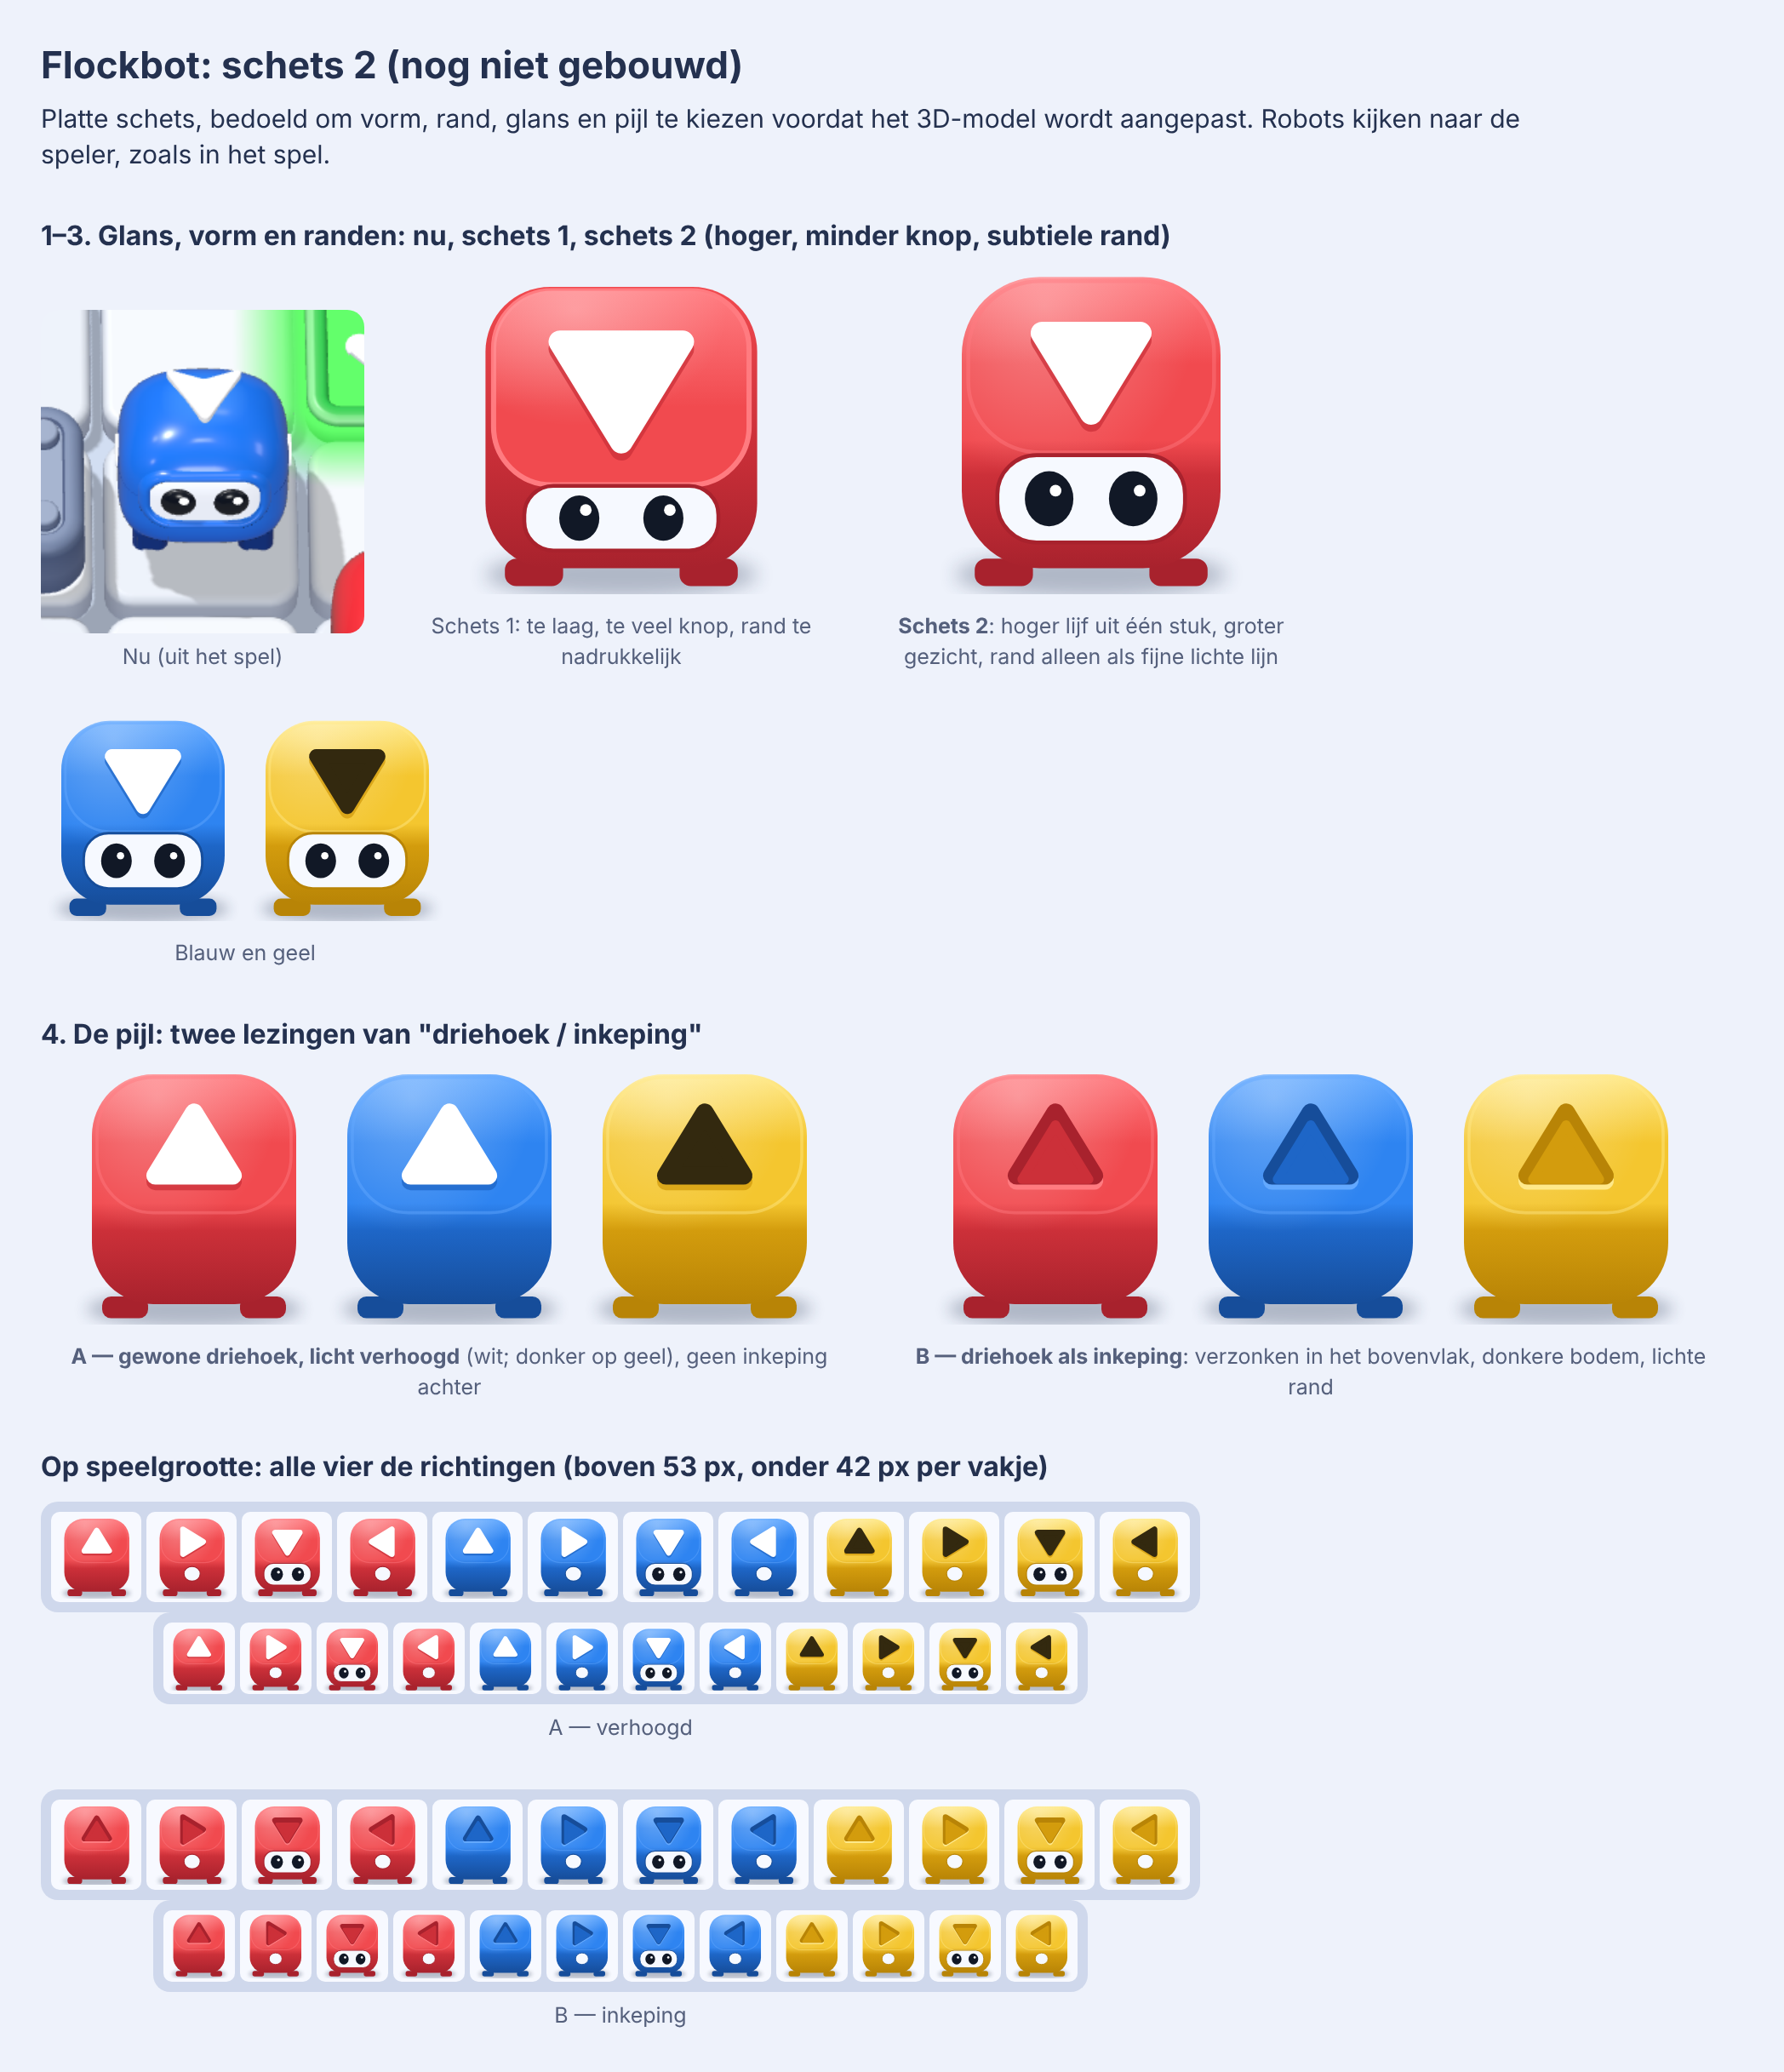 Flockbot: schets 2 (nog niet gebouwd)
Platte schets, bedoeld om vorm, rand, glans en pijl te kiezen voordat het 3D-model wordt aangepast. Robots kijken naar de
speler, zoals in het spel.
1–3. Glans, vorm en randen: nu, schets 1, schets 2 (hoger, minder knop, subtiele rand)
Nu (uit het spel)
Schets 1: te laag, te veel knop, rand te
nadrukkelijk
Schets 2: hoger lijf uit één stuk, groter
gezicht, rand alleen als fijne lichte lijn
Blauw en geel
4. De pijl: twee lezingen van "driehoek / inkeping"
A — gewone driehoek, licht verhoogd (wit; donker op geel), geen inkeping
achter
B — driehoek als inkeping: verzonken in het bovenvlak, donkere bodem, lichte
rand
Op speelgrootte: alle vier de richtingen (boven 53 px, onder 42 px per vakje)
A — verhoogd
B — inkeping